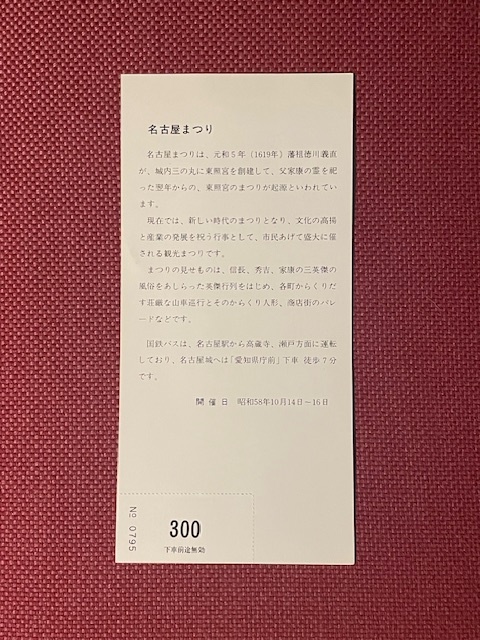 名古屋まつり
名古屋まつりは、元和5年(1619年)藩祖徳川義直
が、城内三の丸に東照宮を創建して、父家康の霊を祀
った翌年からの、東照宮のまつりが起源といわれてい
ます。
現在では、新しい時代のまつりとなり、文化の高揚
と産業の発展を祝う行事として、市民あげて盛大に催
される観光まつりです。
まつりの見せものは、信長、秀吉、家康の三英傑の
風俗をあしらった英傑行列をはじめ、各町からくりだ
す荘厳な山車巡行とそのからくり人形、商店街のパレ
ードなどです。
国鉄バスは、名古屋駅から高蔵寺、瀬戸方面に運転
しており、名古屋城へは「愛知県庁前」下車 徒歩7分
です。
開催日 昭和58年10月14日~16日
№ 0795
300
下車前途無効